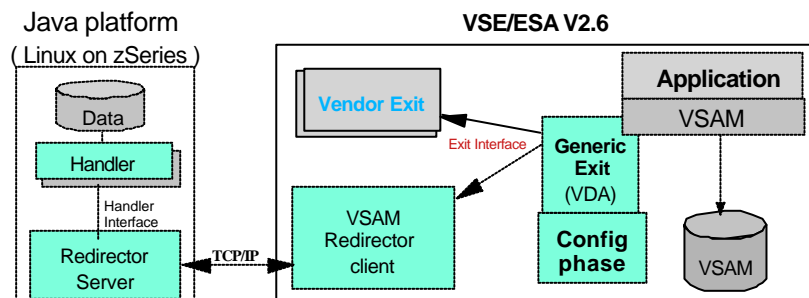 Java platform
( Linux on zSeries )
Data
Handler
Handler
Interface
Redirector
Server
TCP/IP
VSE/ESA V2.6
Vendor Exit
Exit Interface
VSAM
Redirector
client
Generic
Exit
(VDA)
Config
phase
Application
VSAM
VSAM